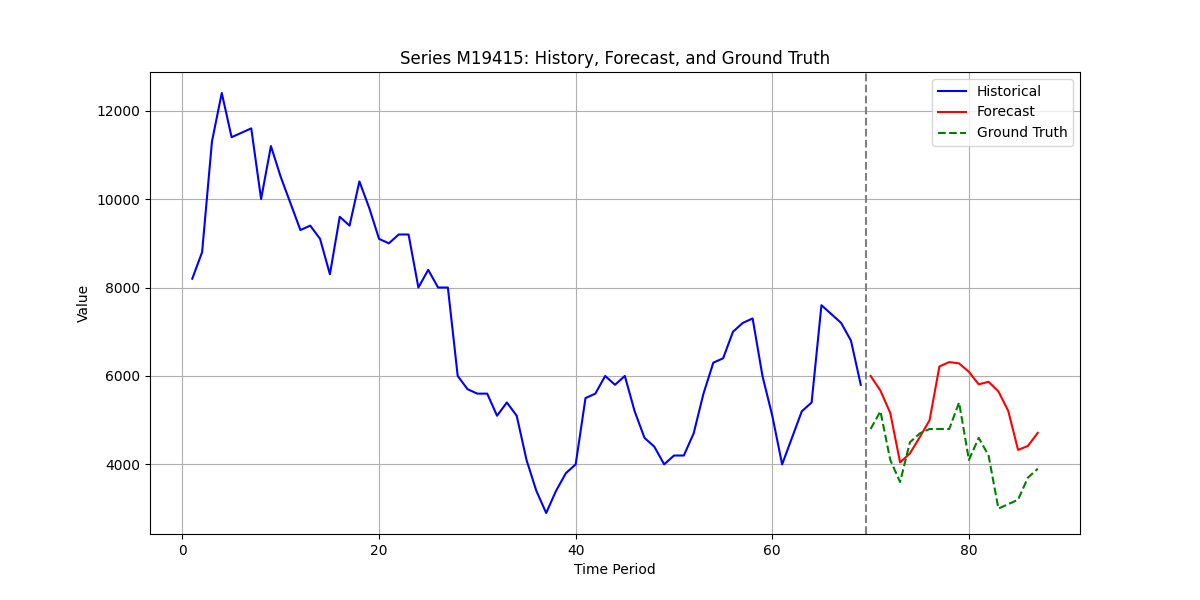 Series M19415: History, Forecast, and Ground Truth
Historical
Forecast
Ground Truth
12000
10000
8000
6000
4000
Value
0 20 40 60 80
Time Period